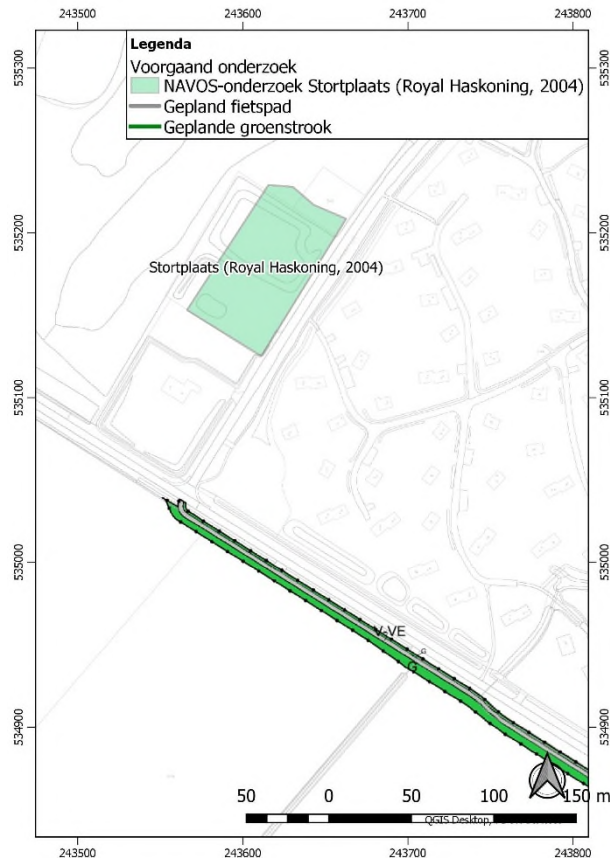 243500 243600 243700 243800
Legenda
Voorgaand onderzoek
NAVOS-onderzoek Stortplaats (Royal Haskoning, 2004)
Gepland fietspad
Geplande groenstrook
535300
535300
535200
535200
Stortplaats (Royal Haskoning, 2004)
535100
535100
535000
535000
V-VE
G
G
534900
534900
50 0 50 100 150 m
QGIS Desktop,
243500 243600 243700 243800